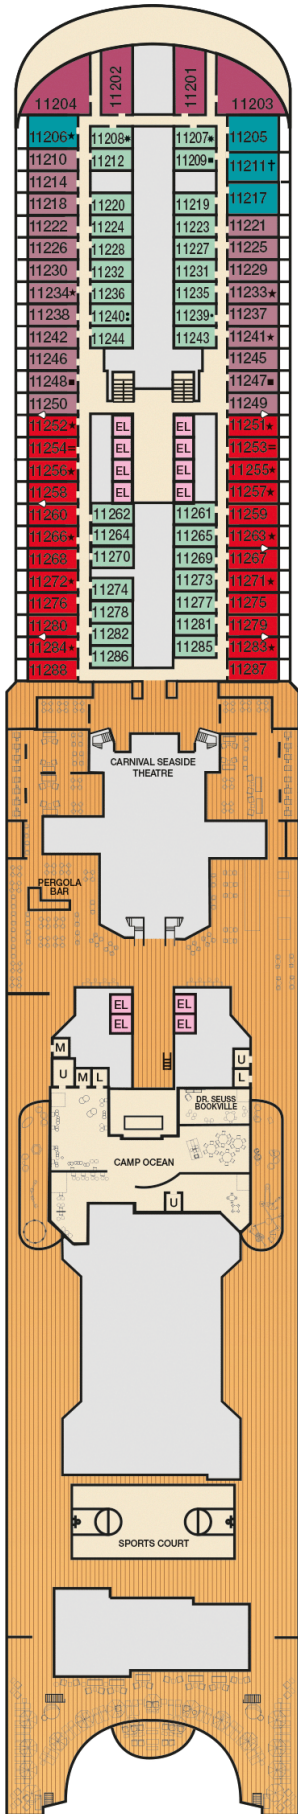 11204 11202 11201 11203
11206★ 11208✱ 11207✱ 11205
11210 11212 11209■ 11211†
11214
11218 11220 11219 11217
11222 11224 11223 11221
11226 11228 11227 11225
11230 11232 11231 11229
11234★ 11236 11235 11233★
11238 11240: 11239• 11237
11242 11244 11243 11241★
11246 11245
11248■ 11247■
11250 11249
11252★ EL EL 11251★
11254= EL EL 11253=
11256★ EL EL 11255★
11258 EL EL 11257★
11260 11262 11261 11259
11266★ 11264 11265 11263★
11268 11270 11269 11267
11272★ 11274 11273 11271★
11276 11278 11277 11275
11280 11282 11281 11279
11284★ 11286 11285 11283★
11288 11287
CARNIVAL SEASIDE
THEATRE
PERGOLA
BAR
EL EL
EL EL
M
U
U M L L
DR. SEUSS
BOOKVILLE
CAMP OCEAN
U
SPORTS COURT